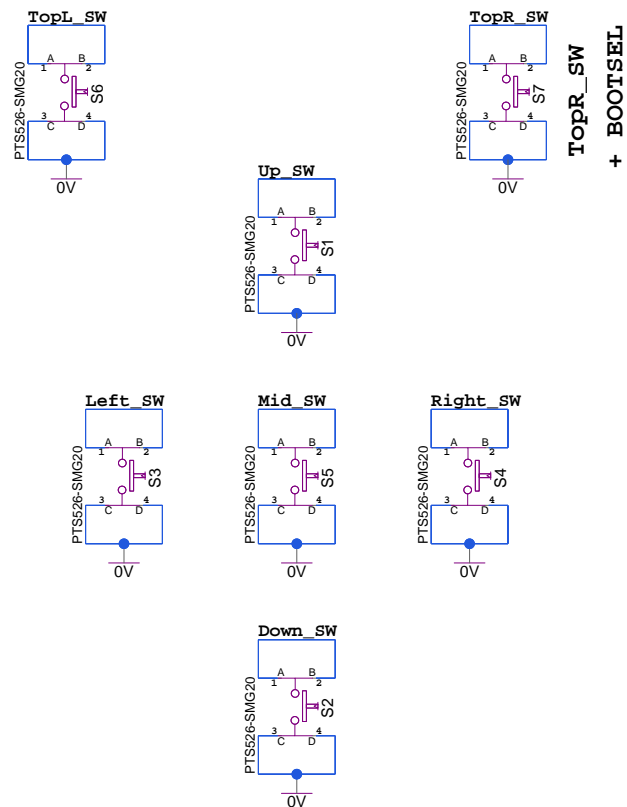 TopL_SW
A B
1 2
S6
3 4
C D
PTS526-SMG20
0V
TopR_SW
A B
1 2
S7
3 4
C D
PTS526-SMG20
0V
TopR_SW
+ BOOTSEL
Up_SW
A B
1 2
S1
3 4
C D
PTS526-SMG20
0V
Left_SW
A B
1 2
S3
3 4
C D
PTS526-SMG20
0V
Mid_SW
A B
1 2
S5
3 4
C D
PTS526-SMG20
0V
Right_SW
A B
1 2
S4
3 4
C D
PTS526-SMG20
0V
Down_SW
A B
1 2
S2
3 4
C D
PTS526-SMG20
0V